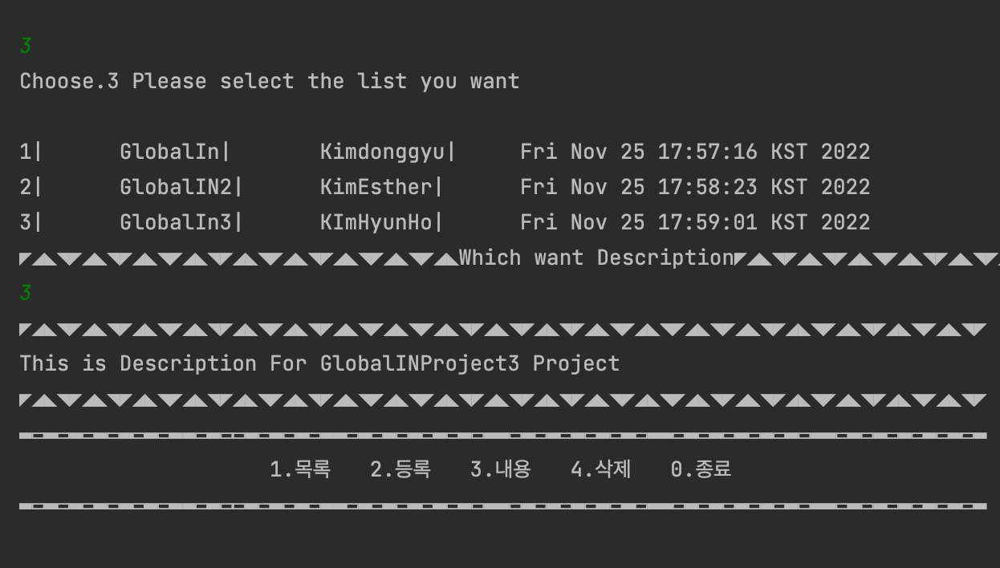 3
Choose.3 Please select the list you want
1|      GlobalIn|       Kimdonggyu|     Fri Nov 25 17:57:16 KST 2022
2|      GlobalIN2|      KimEsther|      Fri Nov 25 17:58:23 KST 2022
3|      GlobalIn3|      KImHyunHo|      Fri Nov 25 17:59:01 KST 2022
Which want Description
3
This is Description For GlobalINProject3 Project
1.목록   2.등록   3.내용   4.삭제   0.종료